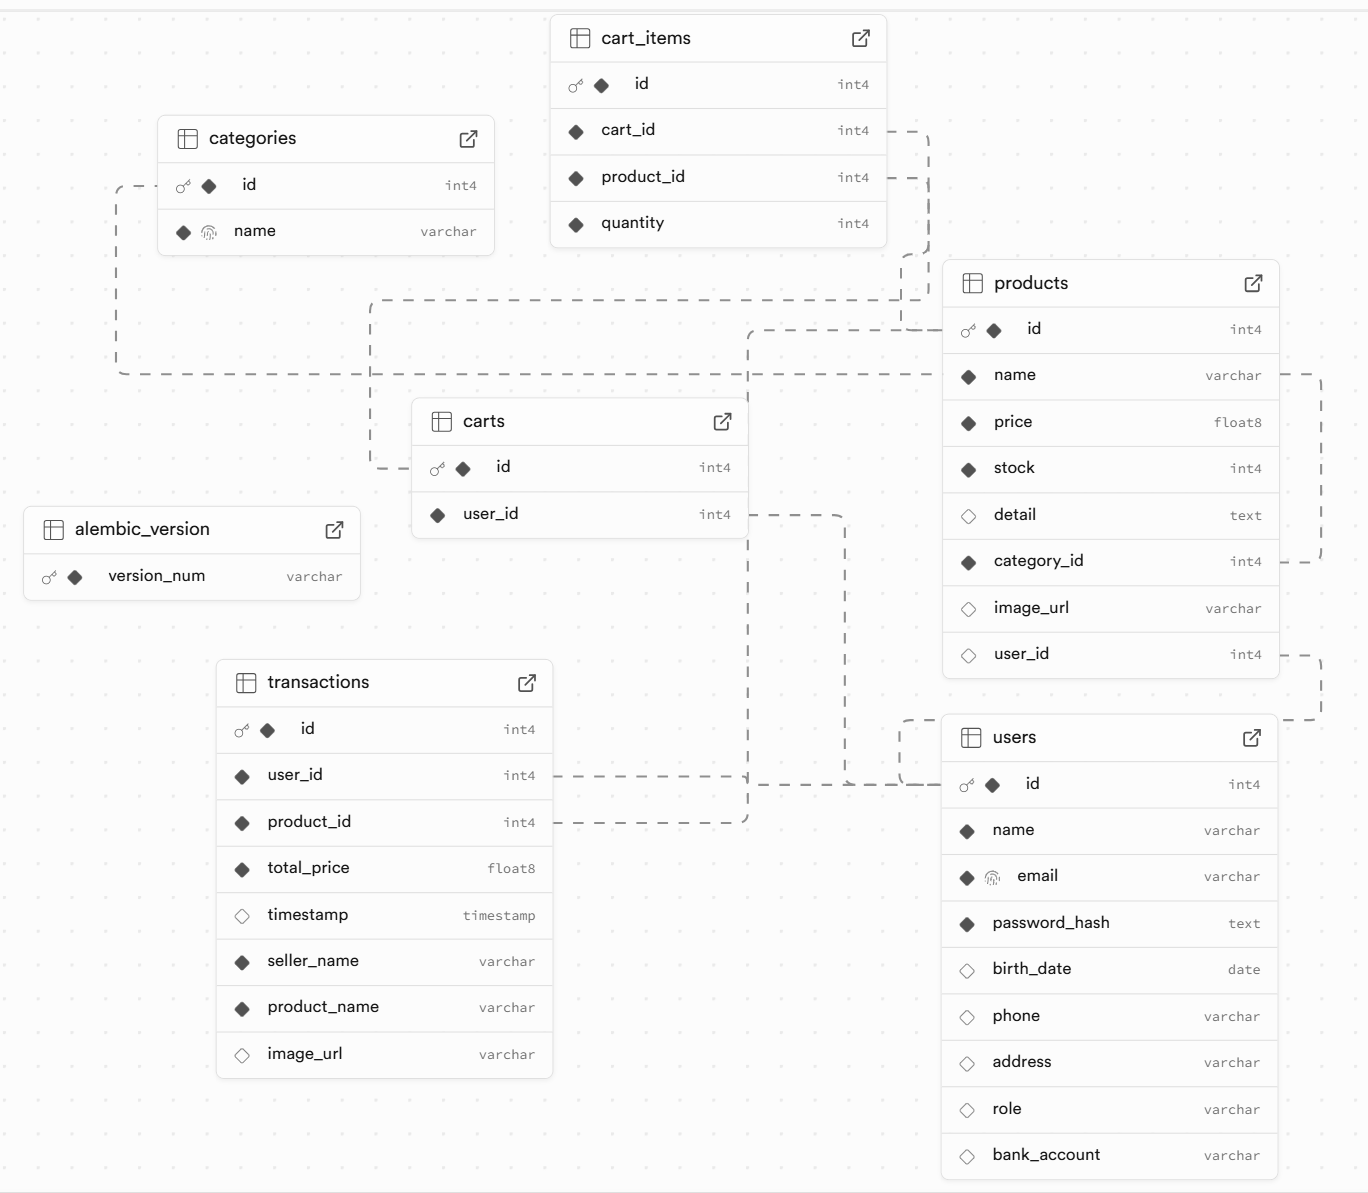 cart_items
id int4
cart_id int4
product_id int4
quantity int4
categories
id int4
name varchar
products
id int4
name varchar
price float8
stock int4
detail text
category_id int4
image_url varchar
user_id int4
carts
id int4
user_id int4
alembic_version
version_num varchar
transactions
id int4
user_id int4
product_id int4
total_price float8
timestamp timestamp
seller_name varchar
product_name varchar
image_url varchar
users
id int4
name varchar
email varchar
password_hash text
birth_date date
phone varchar
address varchar
role varchar
bank_account varchar